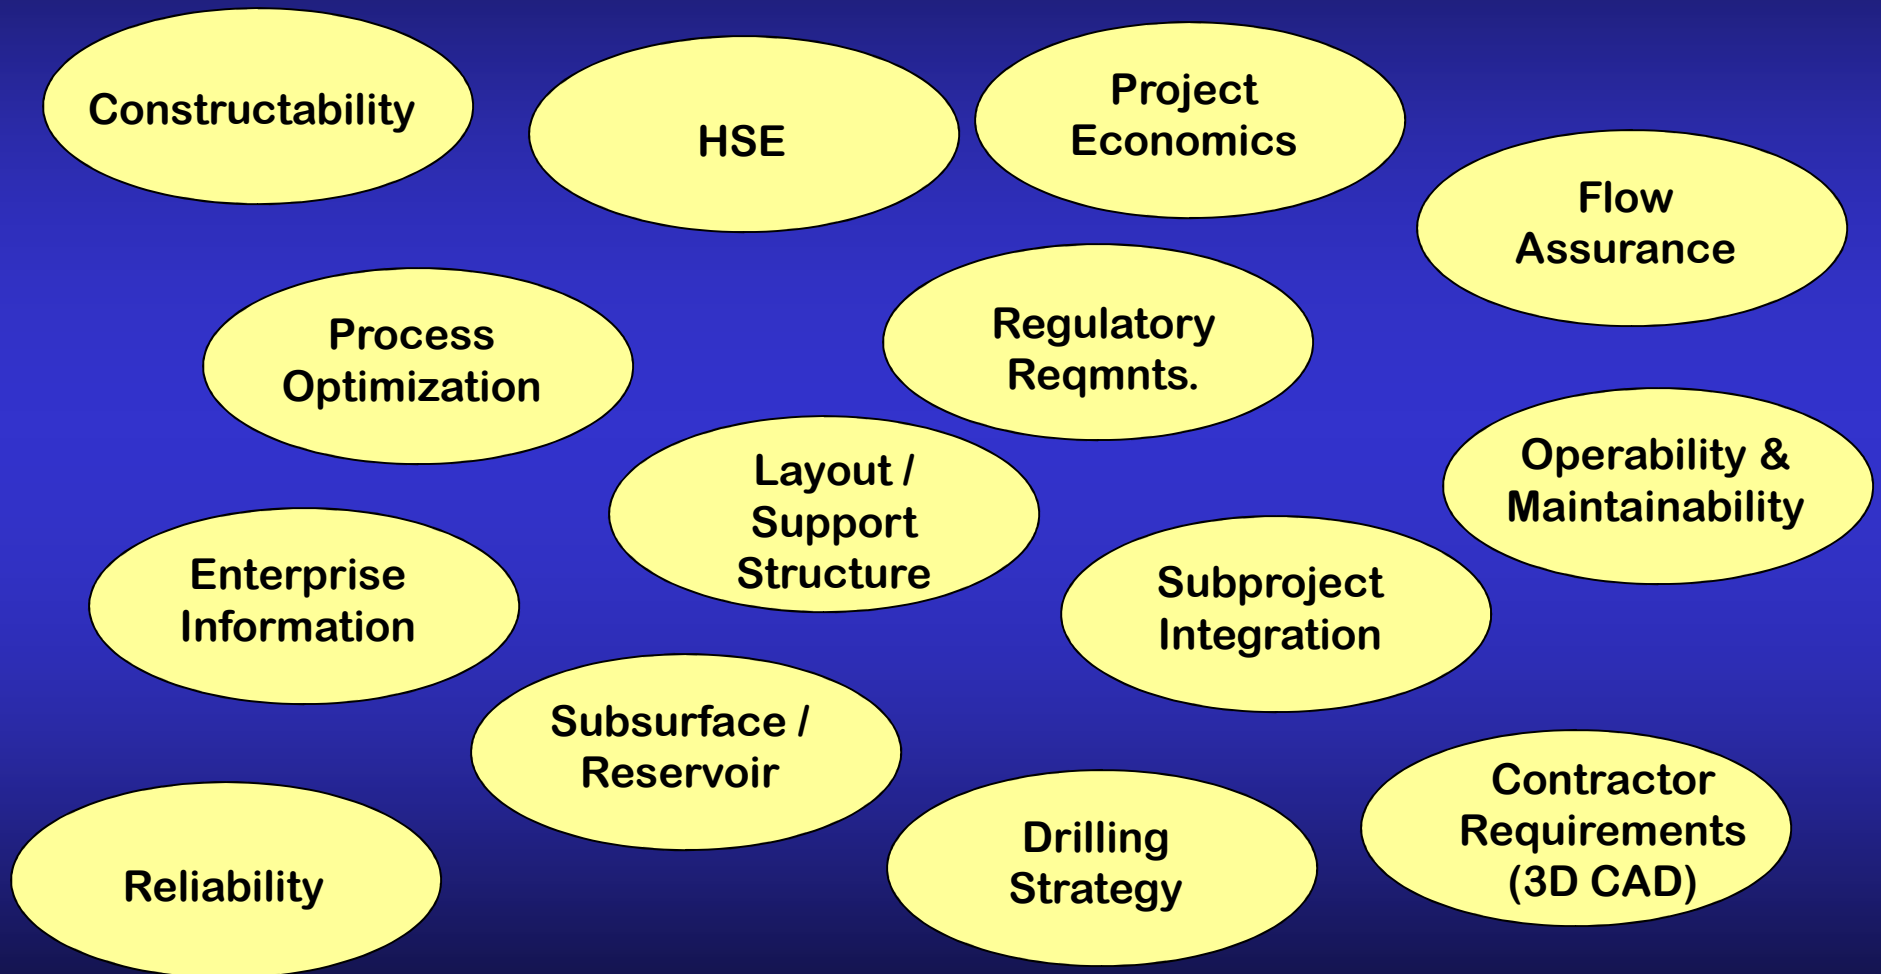 Constructability
HSE
Project
Economics
Flow
Assurance
Process
Optimization
Regulatory
Reqmnts.
Layout /
Support
Structure
Operability &
Maintainability
Enterprise
Information
Subproject
Integration
Subsurface /
Reservoir
Reliability
Drilling
Strategy
Contractor
Requirements
(3D CAD)